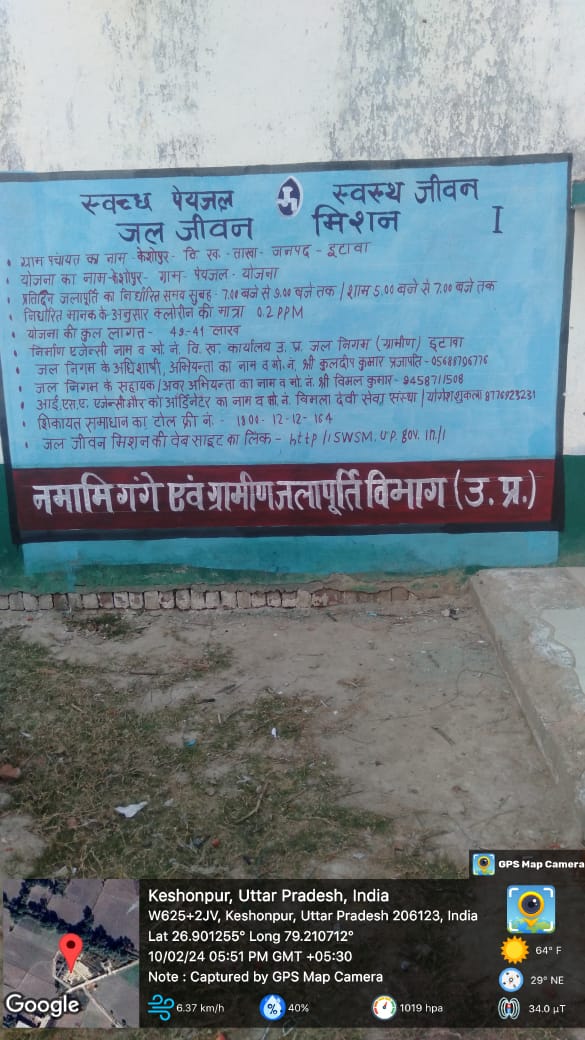 स्वच्छ पेयजल स्वस्थ जीवन
जल जीवन मिशन I
• ग्राम पंचायत का नाम- केशोपुर- वि. ख.- ताखा- जनपद- इटावा
• योजना का नाम- केशोपुर- ग्राम- पेयजल- योजना
• प्रतिदिन जलापूर्ति का निर्धारित समय सुबह- 7.00 बजे से 9.00 बजे तक / शाम 5.00 बजे से 7.00 बजे तक
• निर्धारित मानक के अनुसार क्लोरीन की मात्रा 0.2 PPM
• योजना की कुल लागत- 49-41 लाख
• निर्माण एजेन्सी नाम व मो. नं. वि. ख. कार्यालय उ. प्र. जल निगम (ग्रामीण) इटावा
• जल निगम के अधिशाषी, अभियन्ता का नाम व मो. नं. श्री कुलदीप कुमार प्रजापति- 05688706776
• जल निगम के सहायक/अवर अभियन्ता का नाम व मो. नं. श्री विमल कुमार- 9458711508
• आई. एस. ए. एजेन्सी और को ऑर्डिनेटर का नाम व मो. नं. विमला देवी सेवा संस्था / योगेश शुक्ला 8776923231
• शिकायत समाधान का टोल फ्री नं.- 1800-12-12-164
• जल जीवन मिशन की वेब साइट का लिंक- http/iSWSM.UP.gov.in/1
नमामि गंगे एवं ग्रामीण जलापूर्ति विभाग (उ. प्र.)
GPS Map Camera
Keshonpur, Uttar Pradesh, India
W625+2JV, Keshonpur, Uttar Pradesh 206123, India
Lat 26.901255° Long 79.210712°
10/02/24 05:51 PM GMT +05:30
Note : Captured by GPS Map Camera
64° F
29° NE
Google
6.37 km/h 40% 1019 hpa 34.0 µT